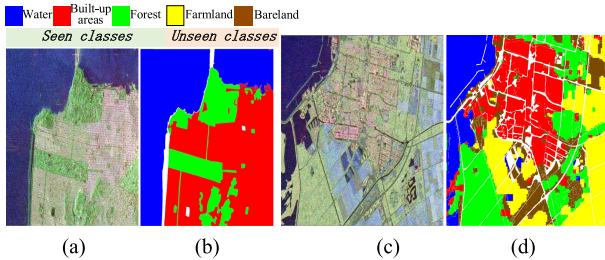 Water Built-up areas Forest Farmland Bareland
Seen classes Unseen classes
(a) (b) (c) (d)